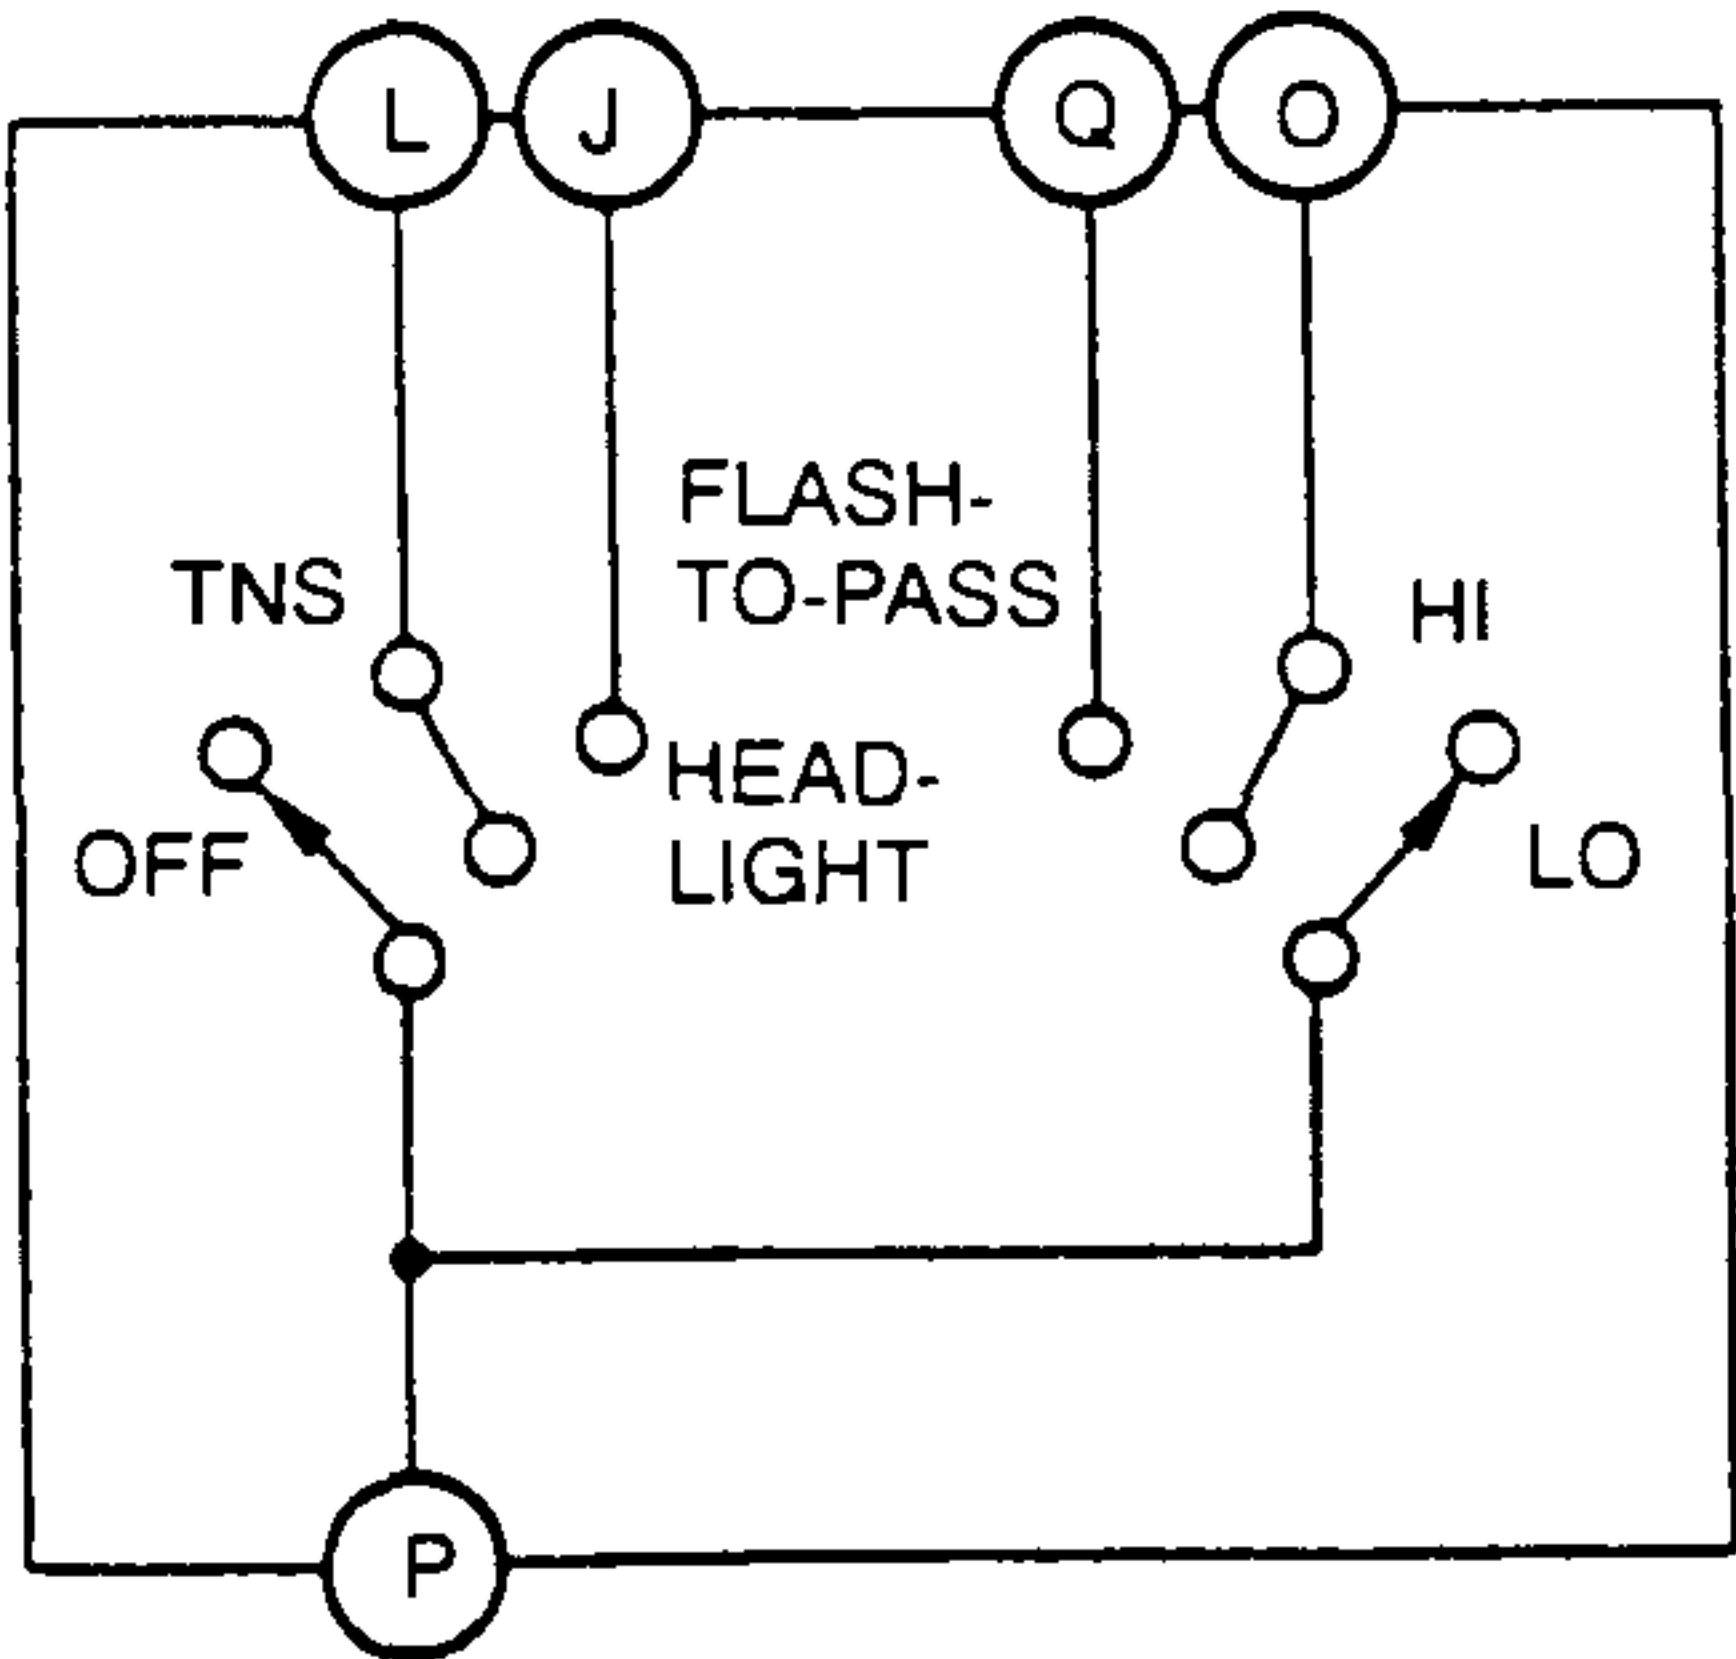 L J Q O
FLASH-
TO-PASS
TNS
HI
HEAD-
LIGHT
OFF
LO
P